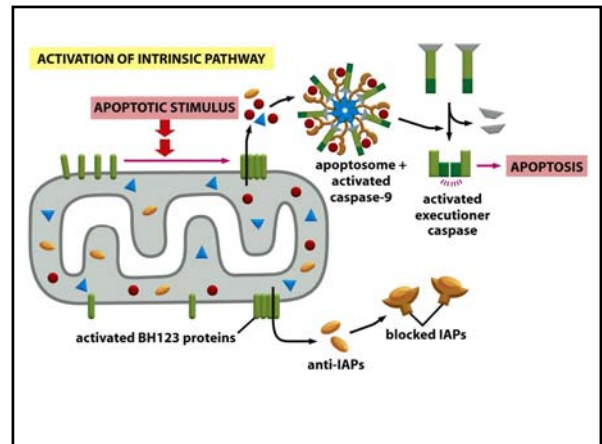 ACTIVATION OF INTRINSIC PATHWAY
APOPTOTIC STIMULUS
apoptosome +
activated
caspase-9
activated
executioner
caspase
APOPTOSIS
activated BH123 proteins
anti-IAPs
blocked IAPs